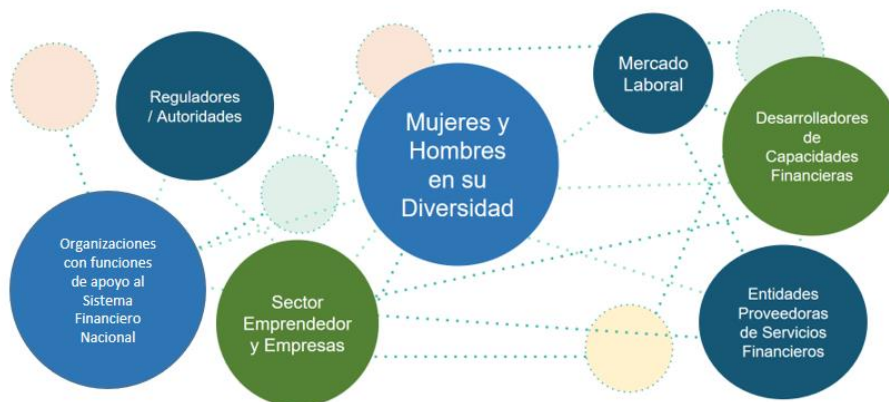 Reguladores
/ Autoridades
Mujeres y
Hombres
en su
Diversidad
Mercado
Laboral
Desarrolladores
de
Capacidades
Financieras
Organizaciones
con funciones
de apoyo al
Sistema
Financiero
Nacional
Sector
Emprendedor
y Empresas
Entidades
Proveedoras
de Servicios
Financieros